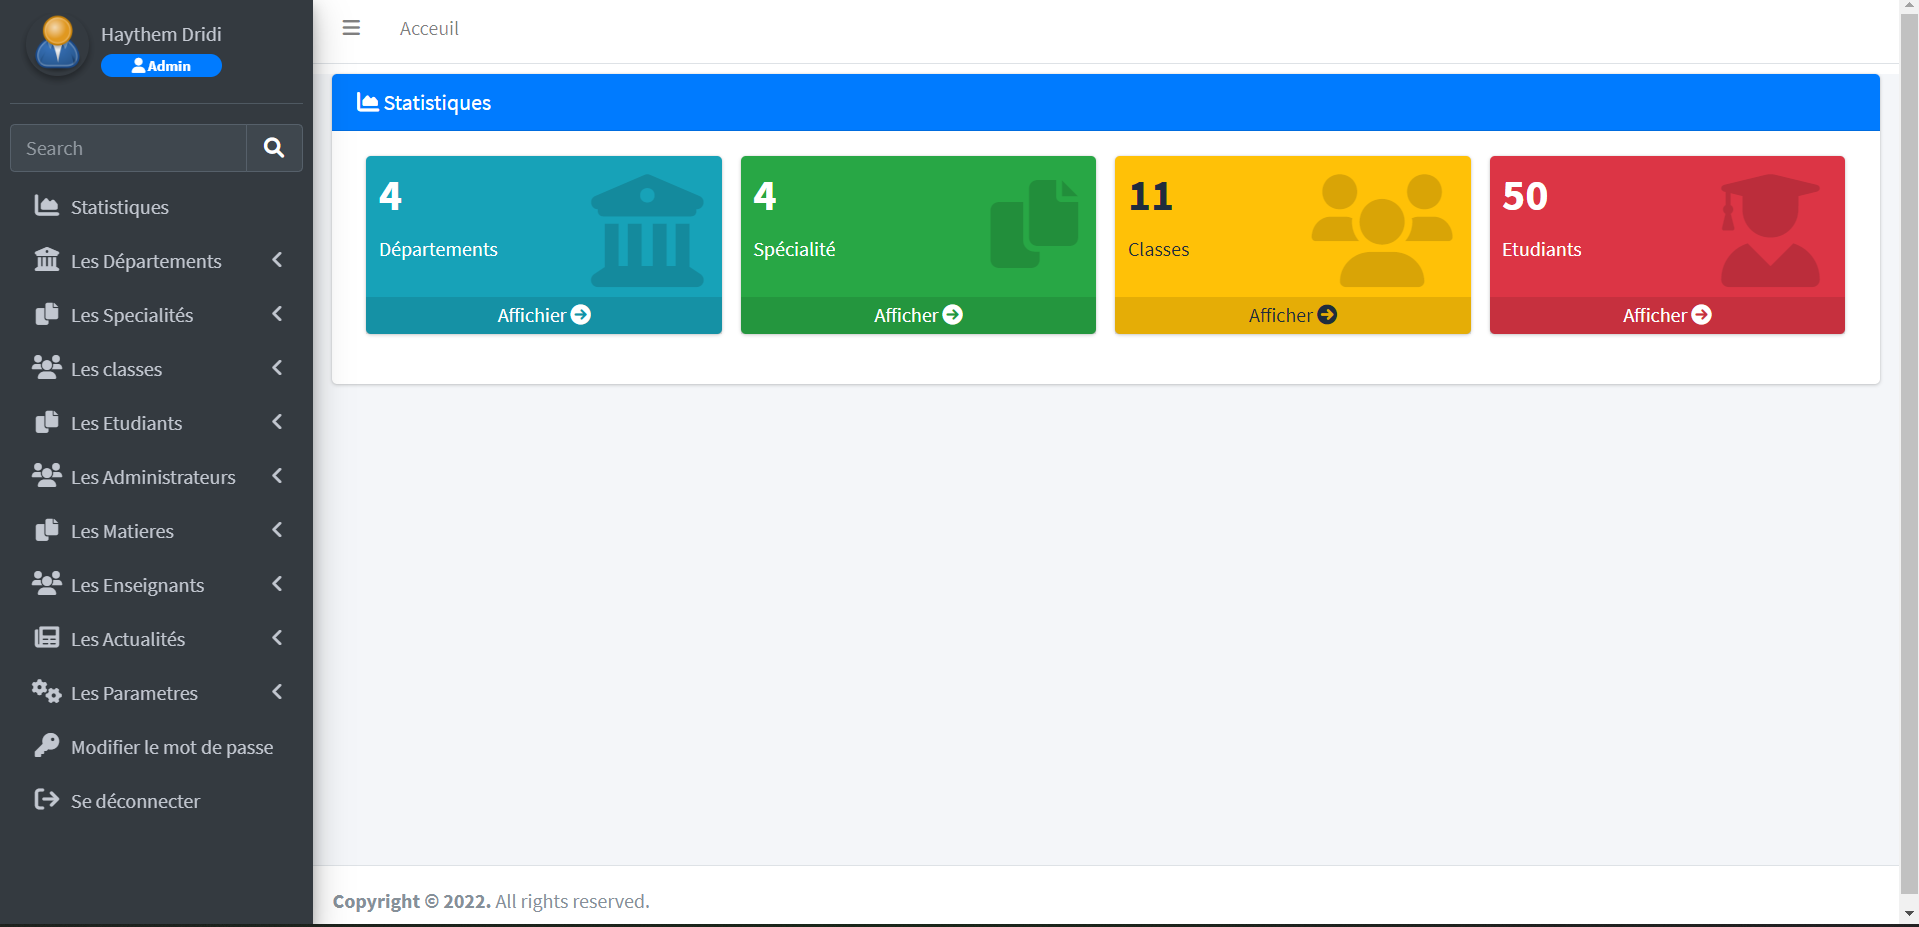 Haythem Dridi
Admin
Search
Statistiques
Les Départements
Les Specialités
Les classes
Les Etudiants
Les Administrateurs
Les Matieres
Les Enseignants
Les Actualités
Les Parametres
Modifier le mot de passe
Se déconnecter
Acceuil
Statistiques
4
Départements
Affichier
4
Spécialité
Afficher
11
Classes
Afficher
50
Etudiants
Afficher
Copyright © 2022. All rights reserved.